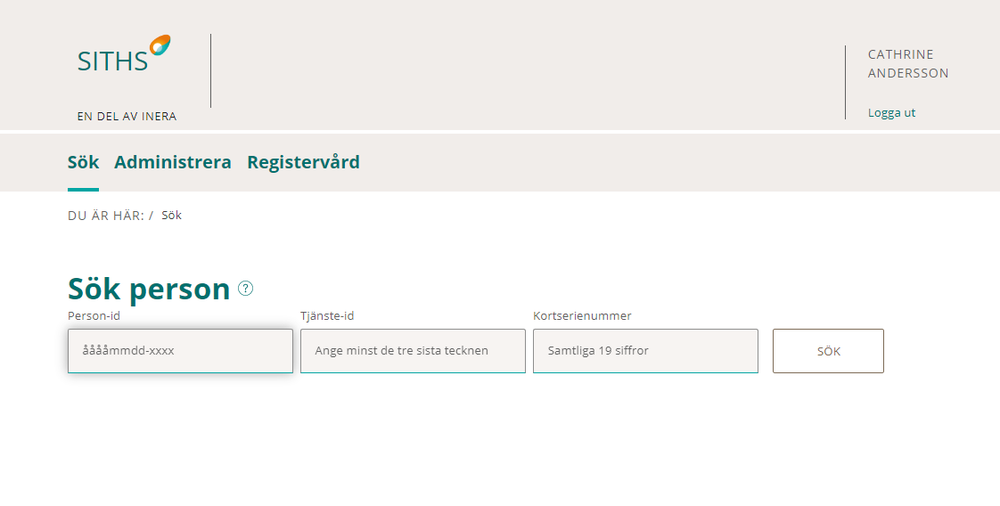 SITHS
EN DEL AV INERA
CATHRINE
ANDERSSON
Logga ut
Sök Administrera Registervård
DU ÄR HÄR: / Sök
Sök person ?
Person-id Tjänste-id Kortserienummer
ååååmmdd-xxxx Ange minst de tre sista tecknen Samtliga 19 siffror SÖK